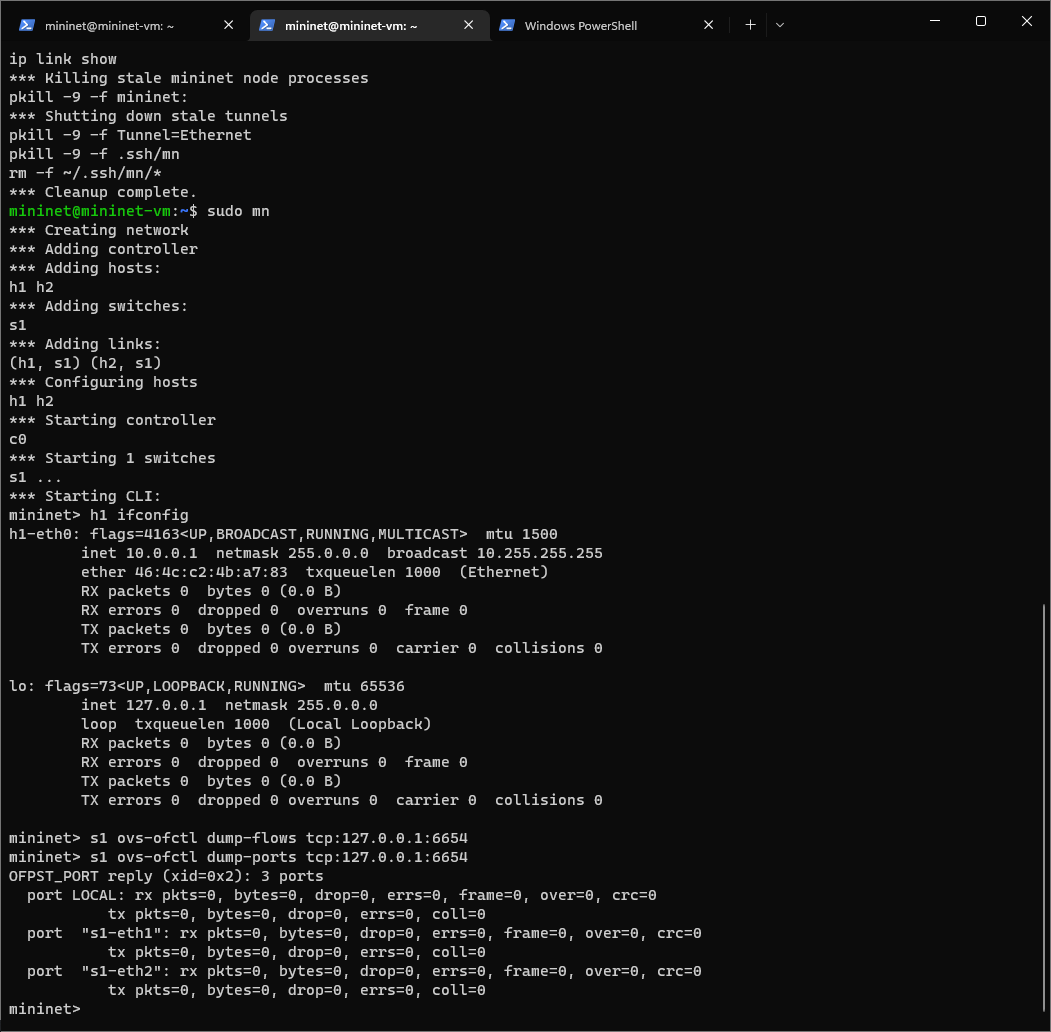 mininet@mininet-vm: ~
mininet@mininet-vm: ~
Windows PowerShell
ip link show
*** Killing stale mininet node processes
pkill -9 -f mininet:
*** Shutting down stale tunnels
pkill -9 -f Tunnel=Ethernet
pkill -9 -f .ssh/mn
rm -f ~/.ssh/mn/*
*** Cleanup complete.
mininet@mininet-vm:~$ sudo mn
*** Creating network
*** Adding controller
*** Adding hosts:
h1 h2
*** Adding switches:
s1
*** Adding links:
(h1, s1) (h2, s1)
*** Configuring hosts
h1 h2
*** Starting controller
c0
*** Starting 1 switches
s1 ...
*** Starting CLI:
mininet> h1 ifconfig
h1-eth0: flags=4163<UP,BROADCAST,RUNNING,MULTICAST>  mtu 1500
        inet 10.0.0.1  netmask 255.0.0.0  broadcast 10.255.255.255
        ether 46:4c:c2:4b:a7:83  txqueuelen 1000  (Ethernet)
        RX packets 0  bytes 0 (0.0 B)
        RX errors 0  dropped 0  overruns 0  frame 0
        TX packets 0  bytes 0 (0.0 B)
        TX errors 0  dropped 0 overruns 0  carrier 0  collisions 0
lo: flags=73<UP,LOOPBACK,RUNNING>  mtu 65536
        inet 127.0.0.1  netmask 255.0.0.0
        loop  txqueuelen 1000  (Local Loopback)
        RX packets 0  bytes 0 (0.0 B)
        RX errors 0  dropped 0  overruns 0  frame 0
        TX packets 0  bytes 0 (0.0 B)
        TX errors 0  dropped 0 overruns 0  carrier 0  collisions 0
mininet> s1 ovs-ofctl dump-flows tcp:127.0.0.1:6654
mininet> s1 ovs-ofctl dump-ports tcp:127.0.0.1:6654
OFPST_PORT reply (xid=0x2): 3 ports
  port LOCAL: rx pkts=0, bytes=0, drop=0, errs=0, frame=0, over=0, crc=0
           tx pkts=0, bytes=0, drop=0, errs=0, coll=0
  port  "s1-eth1": rx pkts=0, bytes=0, drop=0, errs=0, frame=0, over=0, crc=0
           tx pkts=0, bytes=0, drop=0, errs=0, coll=0
  port  "s1-eth2": rx pkts=0, bytes=0, drop=0, errs=0, frame=0, over=0, crc=0
           tx pkts=0, bytes=0, drop=0, errs=0, coll=0
mininet>